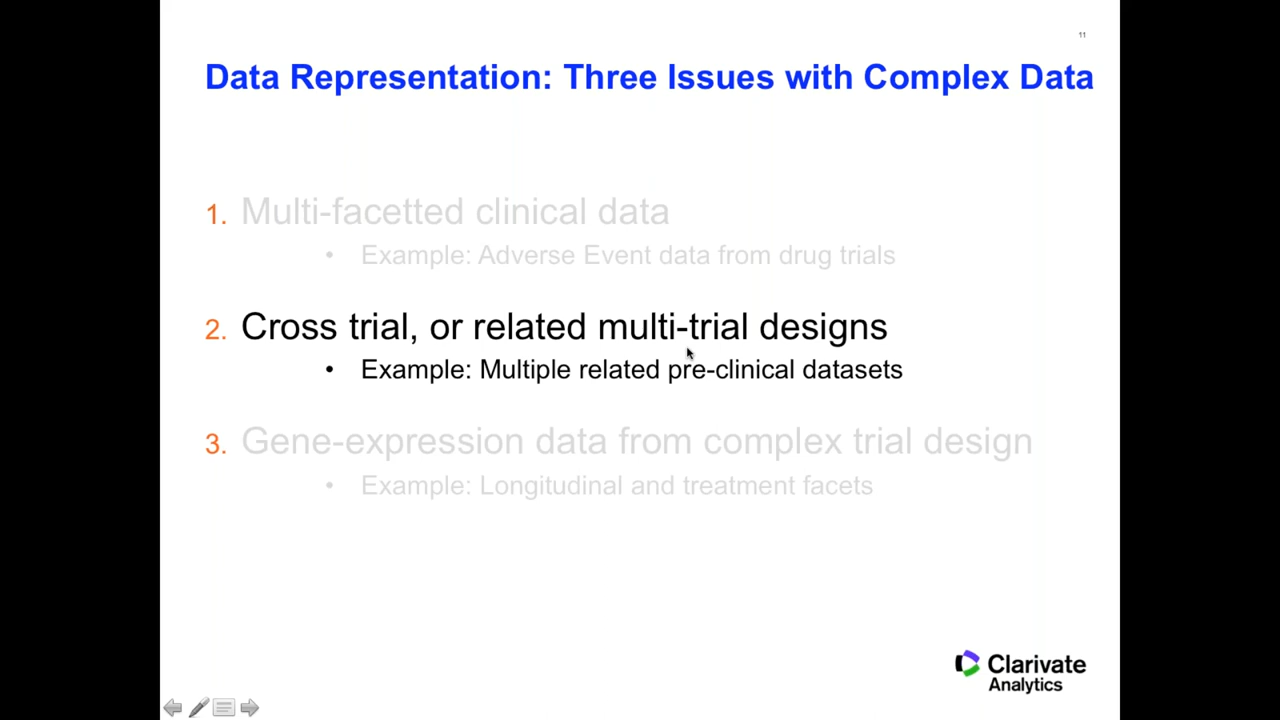 11
Data Representation: Three Issues with Complex Data
1. Multi-facetted clinical data
• Example: Adverse Event data from drug trials
2. Cross trial, or related multi-trial designs
• Example: Multiple related pre-clinical datasets
3. Gene-expression data from complex trial design
• Example: Longitudinal and treatment facets
Clarivate
Analytics